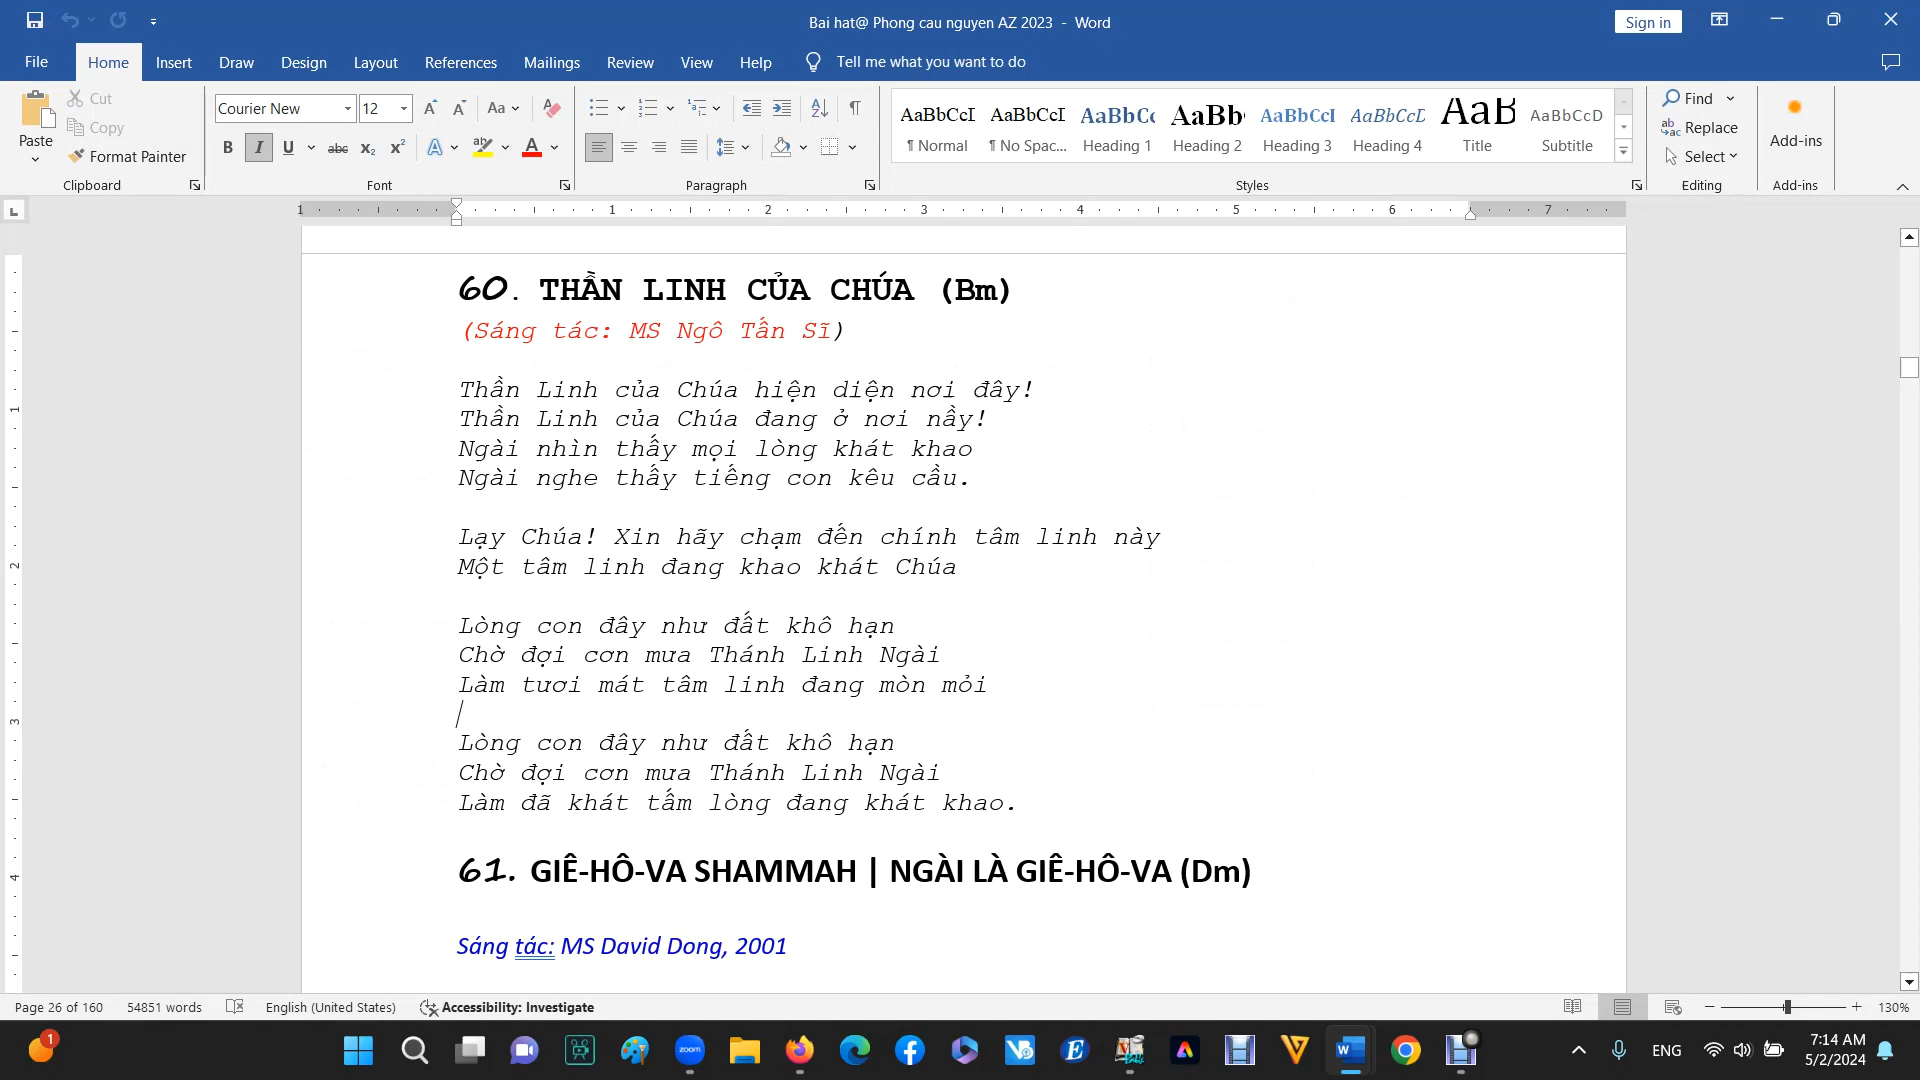 Bai hat@ Phong cau nguyen AZ 2023 - Word
Sign in
File Home Insert Draw Design Layout References Mailings Review View Help Tell me what you want to do
Paste
Cut
Copy
Format Painter
Clipboard
Courier New 12
Font
Paragraph
AaBbCcI AaBbCcI AaBbCc AaBb AaBbCcI AaBbCcD AaB AaBbCcD
¶ Normal ¶ No Spac... Heading 1 Heading 2 Heading 3 Heading 4 Title Subtitle
Styles
Find
Replace
Select
Editing
Add-ins
Add-ins
1 1 2 3 4 5 6 7
60. THẦN LINH CỦA CHÚA (Bm)
(Sáng tác: MS Ngô Tấn Sĩ)
Thần Linh của Chúa hiện diện nơi đây!
Thần Linh của Chúa đang ở nơi nầy!
Ngài nhìn thấy mọi lòng khát khao
Ngài nghe thấy tiếng con kêu cầu.
Lạy Chúa! Xin hãy chạm đến chính tâm linh này
Một tâm linh đang khao khát Chúa
Lòng con đây như đất khô hạn
Chờ đợi cơn mưa Thánh Linh Ngài
Làm tươi mát tâm linh đang mòn mỏi
Lòng con đây như đất khô hạn
Chờ đợi cơn mưa Thánh Linh Ngài
Làm đã khát tấm lòng đang khát khao.
61. GIÊ-HÔ-VA SHAMMAH | NGÀI LÀ GIÊ-HÔ-VA (Dm)
Sáng tác: MS David Dong, 2001
Page 26 of 160 54851 words English (United States) Accessibility: Investigate 130%
ENG
7:14 AM
5/2/2024